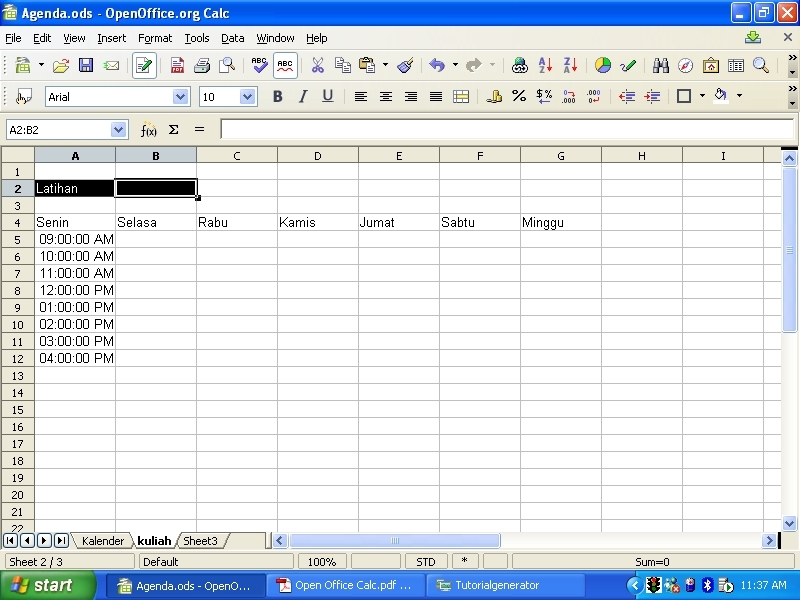 Agenda.ods - OpenOffice.org Calc
File Edit View Insert Format Tools Data Window Help
Arial 10 B I U
A2:B2 f(x) Σ =
A B C D E F G H I
1
2 Latihan
3
4 Senin Selasa Rabu Kamis Jumat Sabtu Minggu
5 09:00:00 AM
6 10:00:00 AM
7 11:00:00 AM
8 12:00:00 PM
9 01:00:00 PM
10 02:00:00 PM
11 03:00:00 PM
12 04:00:00 PM
13
14
15
16
17
18
19
20
21
22
Kalender kuliah Sheet3
Sheet 2 / 3 Default 100% STD * Sum=0
start Agenda.ods - OpenO... Open Office Calc.pdf ... Tutorialgenerator 11:37 AM